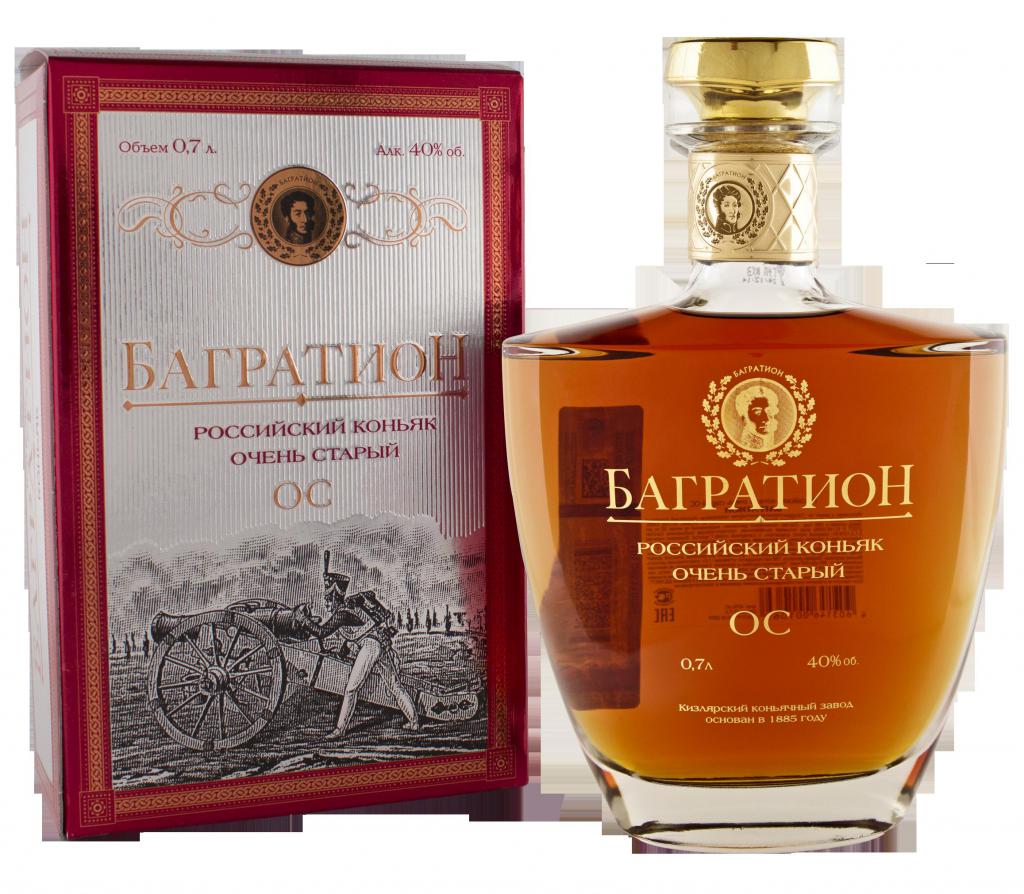 Объем 0,7 л.
Алк. 40% об.
БАГРАТИОН
БАГРАТИОН
РОССИЙСКИЙ КОНЬЯК
ОЧЕНЬ СТАРЫЙ
ОС
БАГРАТИОН
БАГРАТИОН
БАГРАТИОН
РОССИЙСКИЙ КОНЬЯК
ОЧЕНЬ СТАРЫЙ
ОС
0,7л
40% об.
Кизлярский коньячный завод
основан в 1885 году